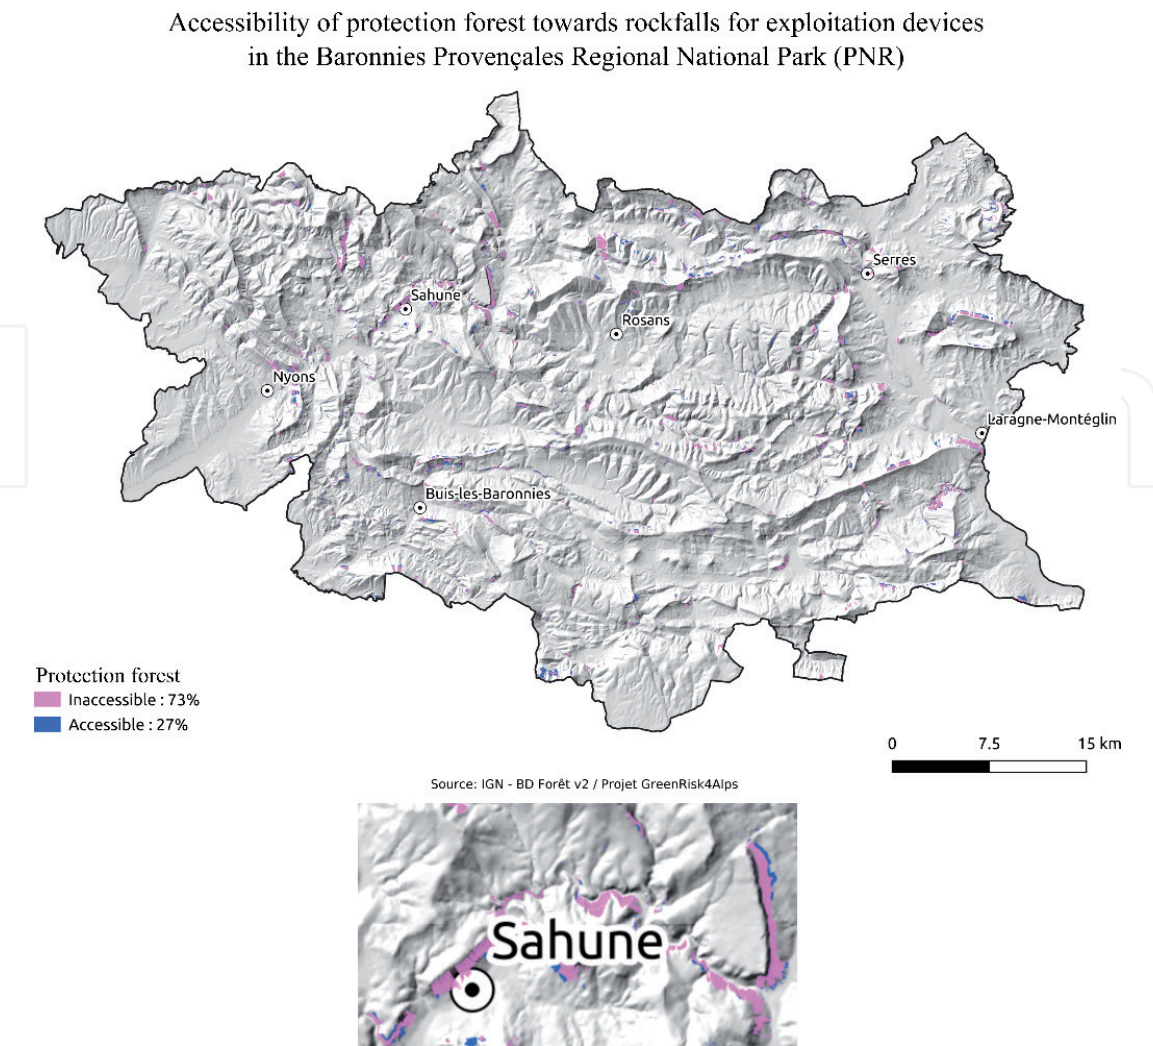 Accessibility of protection forest towards rockfalls for exploitation devices
in the Baronnies Provençales Regional National Park (PNR)
Serres
Sahune
Rosans
Nyons
Laragne-Montéglin
Buis-les-Baronnies
Protection forest
Inaccessible : 73%
Accessible : 27%
0 7.5 15 km
Source: IGN - BD Forêt v2 / Projet GreenRisk4Alps
Sahune